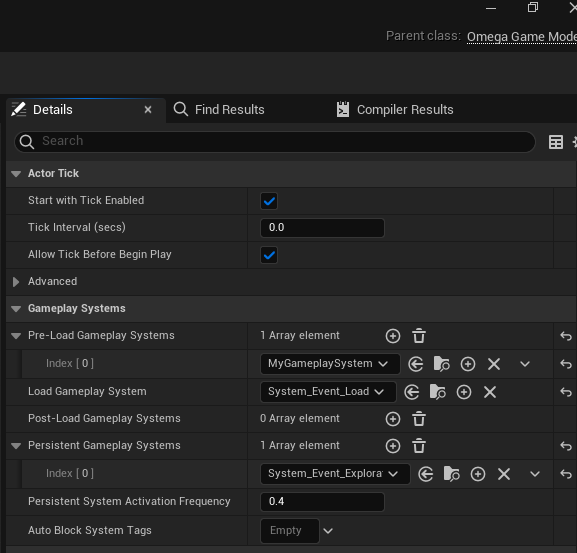 Parent class: Omega Game Mode
Details
Find Results
Compiler Results
Search
Actor Tick
Start with Tick Enabled
Tick Interval (secs) 0.0
Allow Tick Before Begin Play
Advanced
Gameplay Systems
Pre-Load Gameplay Systems 1 Array element
Index [ 0 ] MyGameplaySystem
Load Gameplay System System_Event_Load
Post-Load Gameplay Systems 0 Array element
Persistent Gameplay Systems 1 Array element
Index [ 0 ] System_Event_Explora
Persistent System Activation Frequency 0.4
Auto Block System Tags Empty